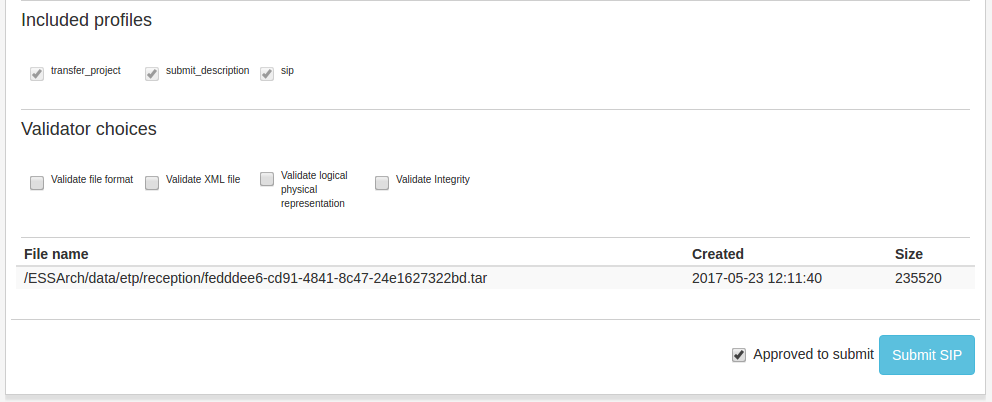 Included profiles
transfer_project submit_description sip
Validator choices
Validate file format Validate XML file Validate logical physical representation Validate Integrity
File name Created Size
/ESSArch/data/etp/reception/fedddee6-cd91-4841-8c47-24e1627322bd.tar 2017-05-23 12:11:40 235520
Approved to submit Submit SIP